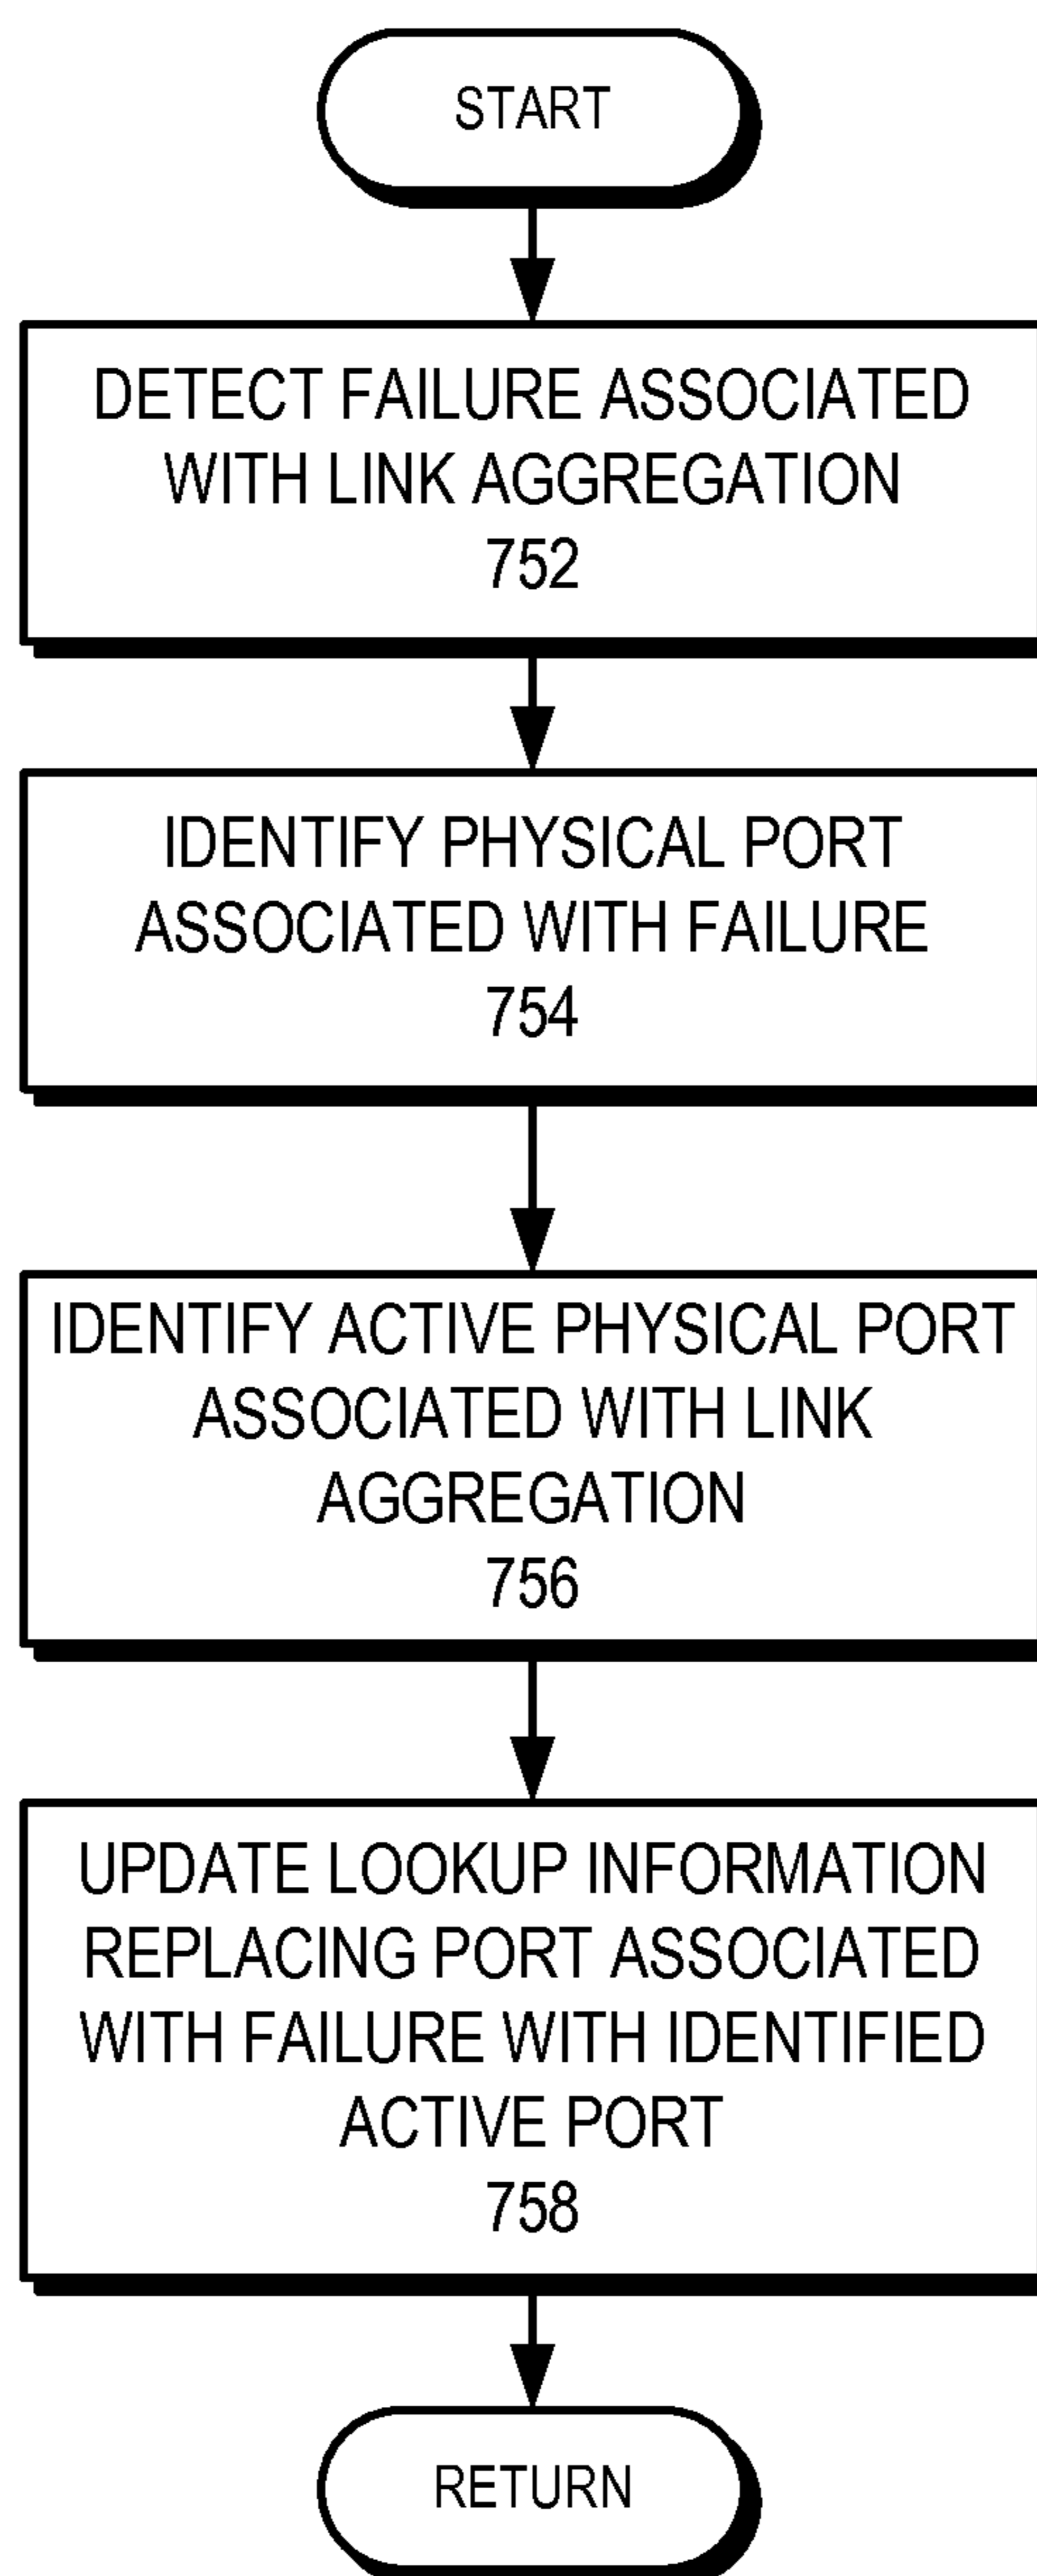 START
DETECT FAILURE ASSOCIATED
WITH LINK AGGREGATION
752
IDENTIFY PHYSICAL PORT
ASSOCIATED WITH FAILURE
754
IDENTIFY ACTIVE PHYSICAL PORT
ASSOCIATED WITH LINK
AGGREGATION
756
UPDATE LOOKUP INFORMATION
REPLACING PORT ASSOCIATED
WITH FAILURE WITH IDENTIFIED
ACTIVE PORT
758
RETURN